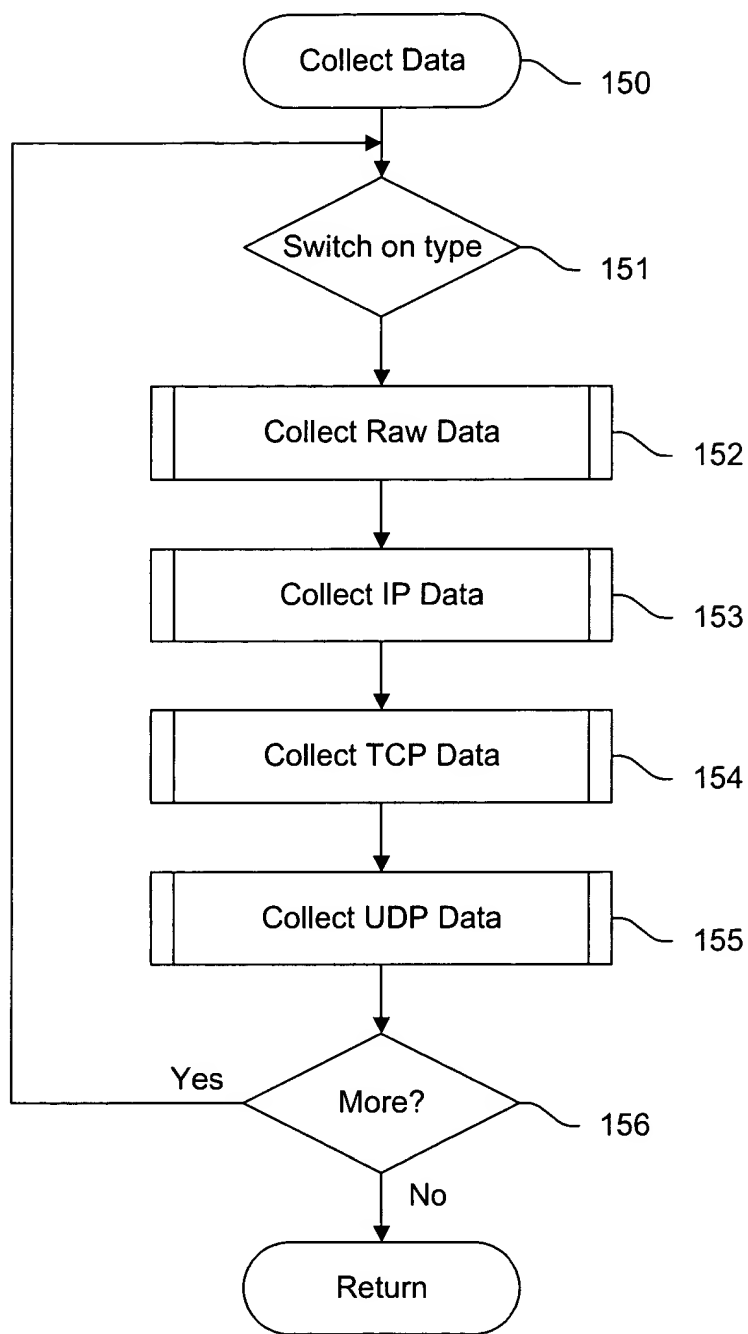 Collect Data
150
Switch on type
151
Collect Raw Data
152
Collect IP Data
153
Collect TCP Data
154
Collect UDP Data
155
Yes
More?
156
No
Return